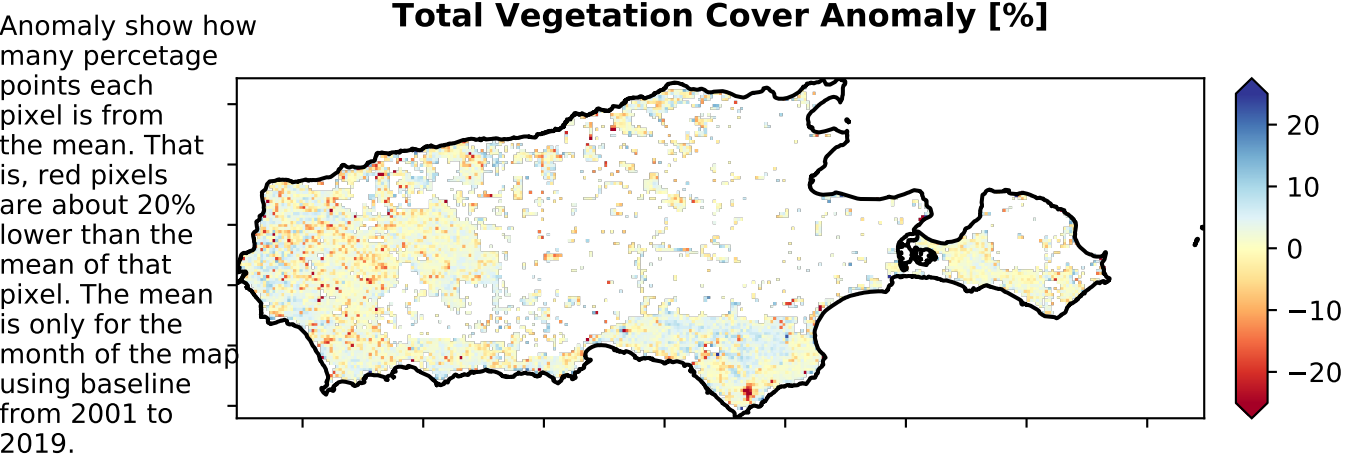 Total Vegetation Cover Anomaly [%]
Anomaly show how
many percetage
points each
pixel is from
the mean. That
is, red pixels
are about 20%
lower than the
mean of that
pixel. The mean
is only for the
month of the map
using baseline
from 2001 to
2019.
20
10
0
−10
−20